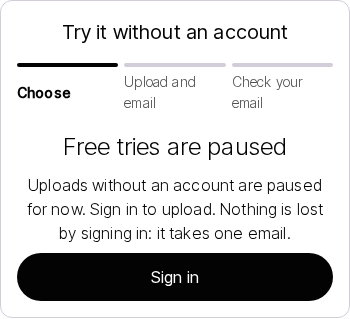 Try it without an account
Choose
Upload and
email
Check your
email
Free tries are paused
Uploads without an account are paused
for now. Sign in to upload. Nothing is lost
by signing in: it takes one email.
Sign in